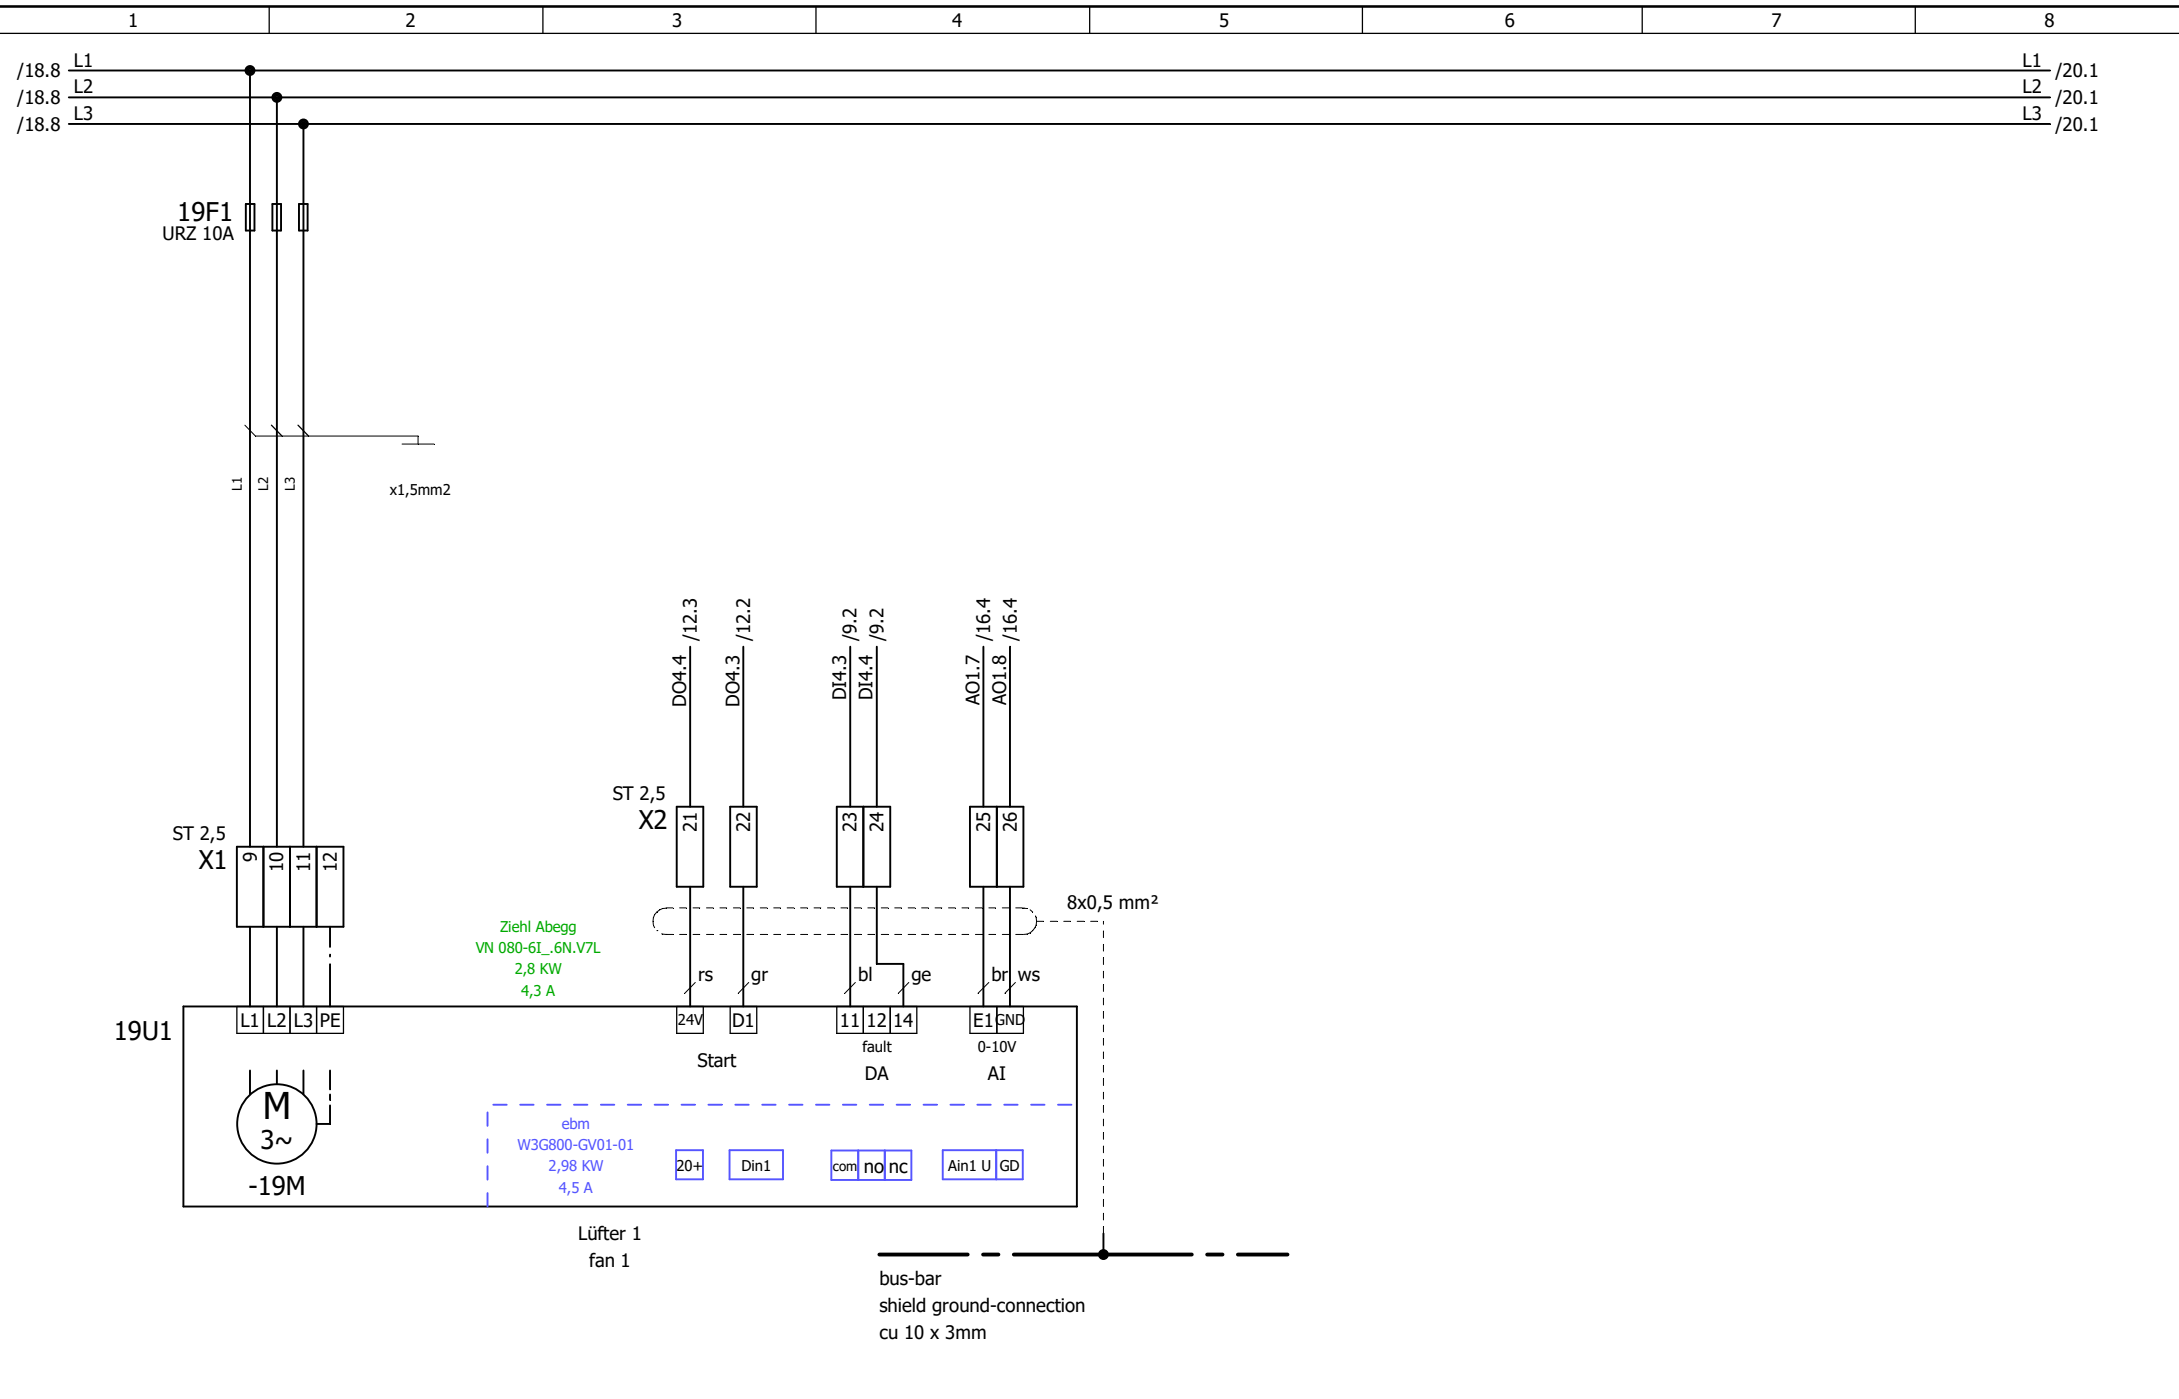 1 2 3 4 5 6 7 8
/18.8 L1 L1 /20.1
/18.8 L2 L2 /20.1
/18.8 L3 L3 /20.1
19F1
URZ 10A
L1 L2 L3
x1,5mm2
/12.3 /12.2 /9.2 /9.2 /16.4 /16.4
DO4.4 DO4.3 DI4.3 DI4.4 AO1.7 AO1.8
ST 2,5
X2 21 22 23 24 25 26
ST 2,5
X1 9 10 11 12
8x0,5 mm²
Ziehl Abegg
VN 080-6I_.6N.V7L
2,8 KW
4,3 A
rs gr bl ge br ws
19U1 L1 L2 L3 PE 24V D1 11 12 14 E1 GND
fault 0-10V
Start
DA AI
M
3~
-19M
ebm
W3G800-GV01-01
2,98 KW
4,5 A
20+ Din1 com no nc Ain1 U GD
Lüfter 1
fan 1
bus-bar
shield ground-connection
cu 10 x 3mm